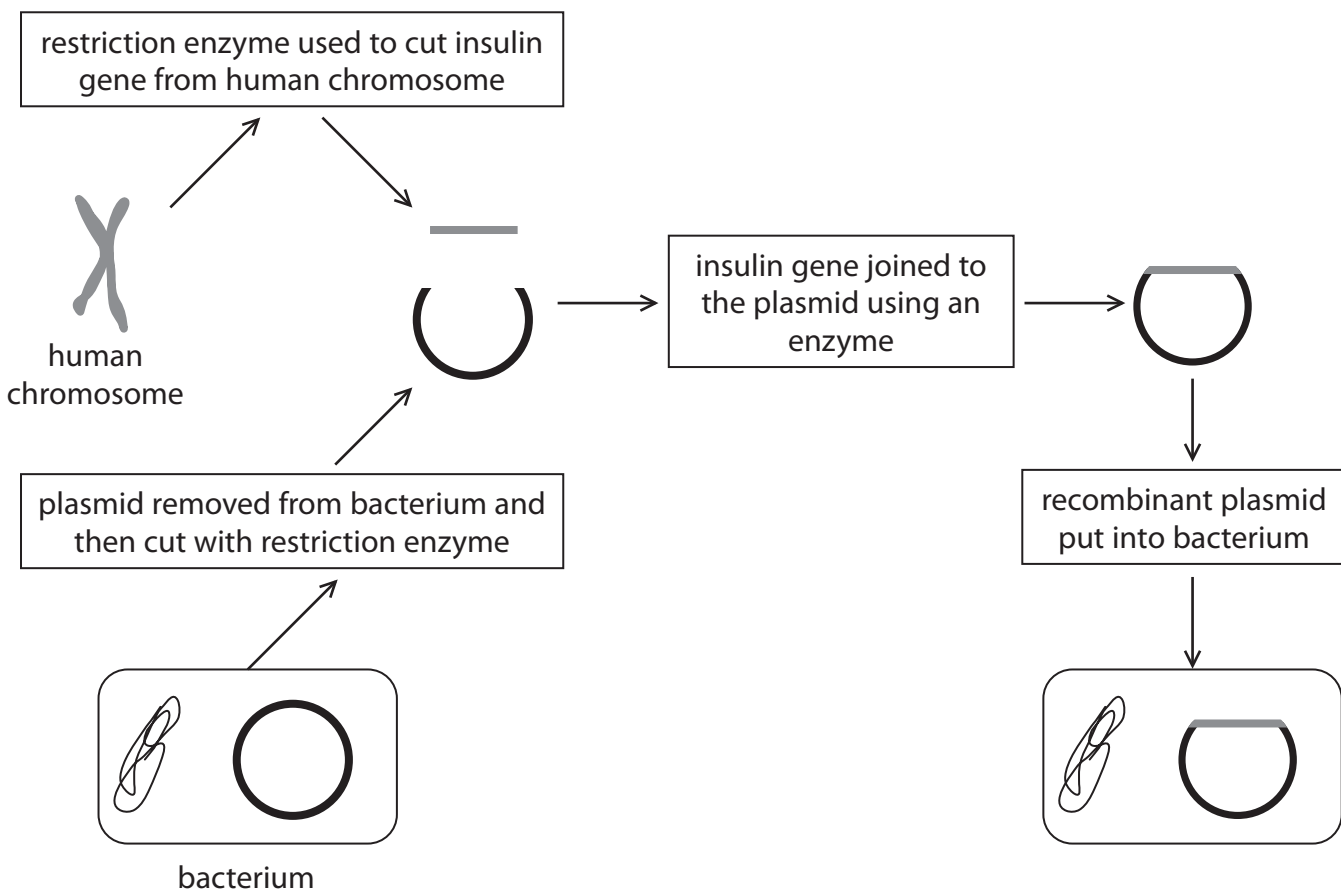 restriction enzyme used to cut insulin
gene from human chromosome
human
chromosome
insulin gene joined to
the plasmid using an
enzyme
plasmid removed from bacterium and
then cut with restriction enzyme
recombinant plasmid
put into bacterium
bacterium